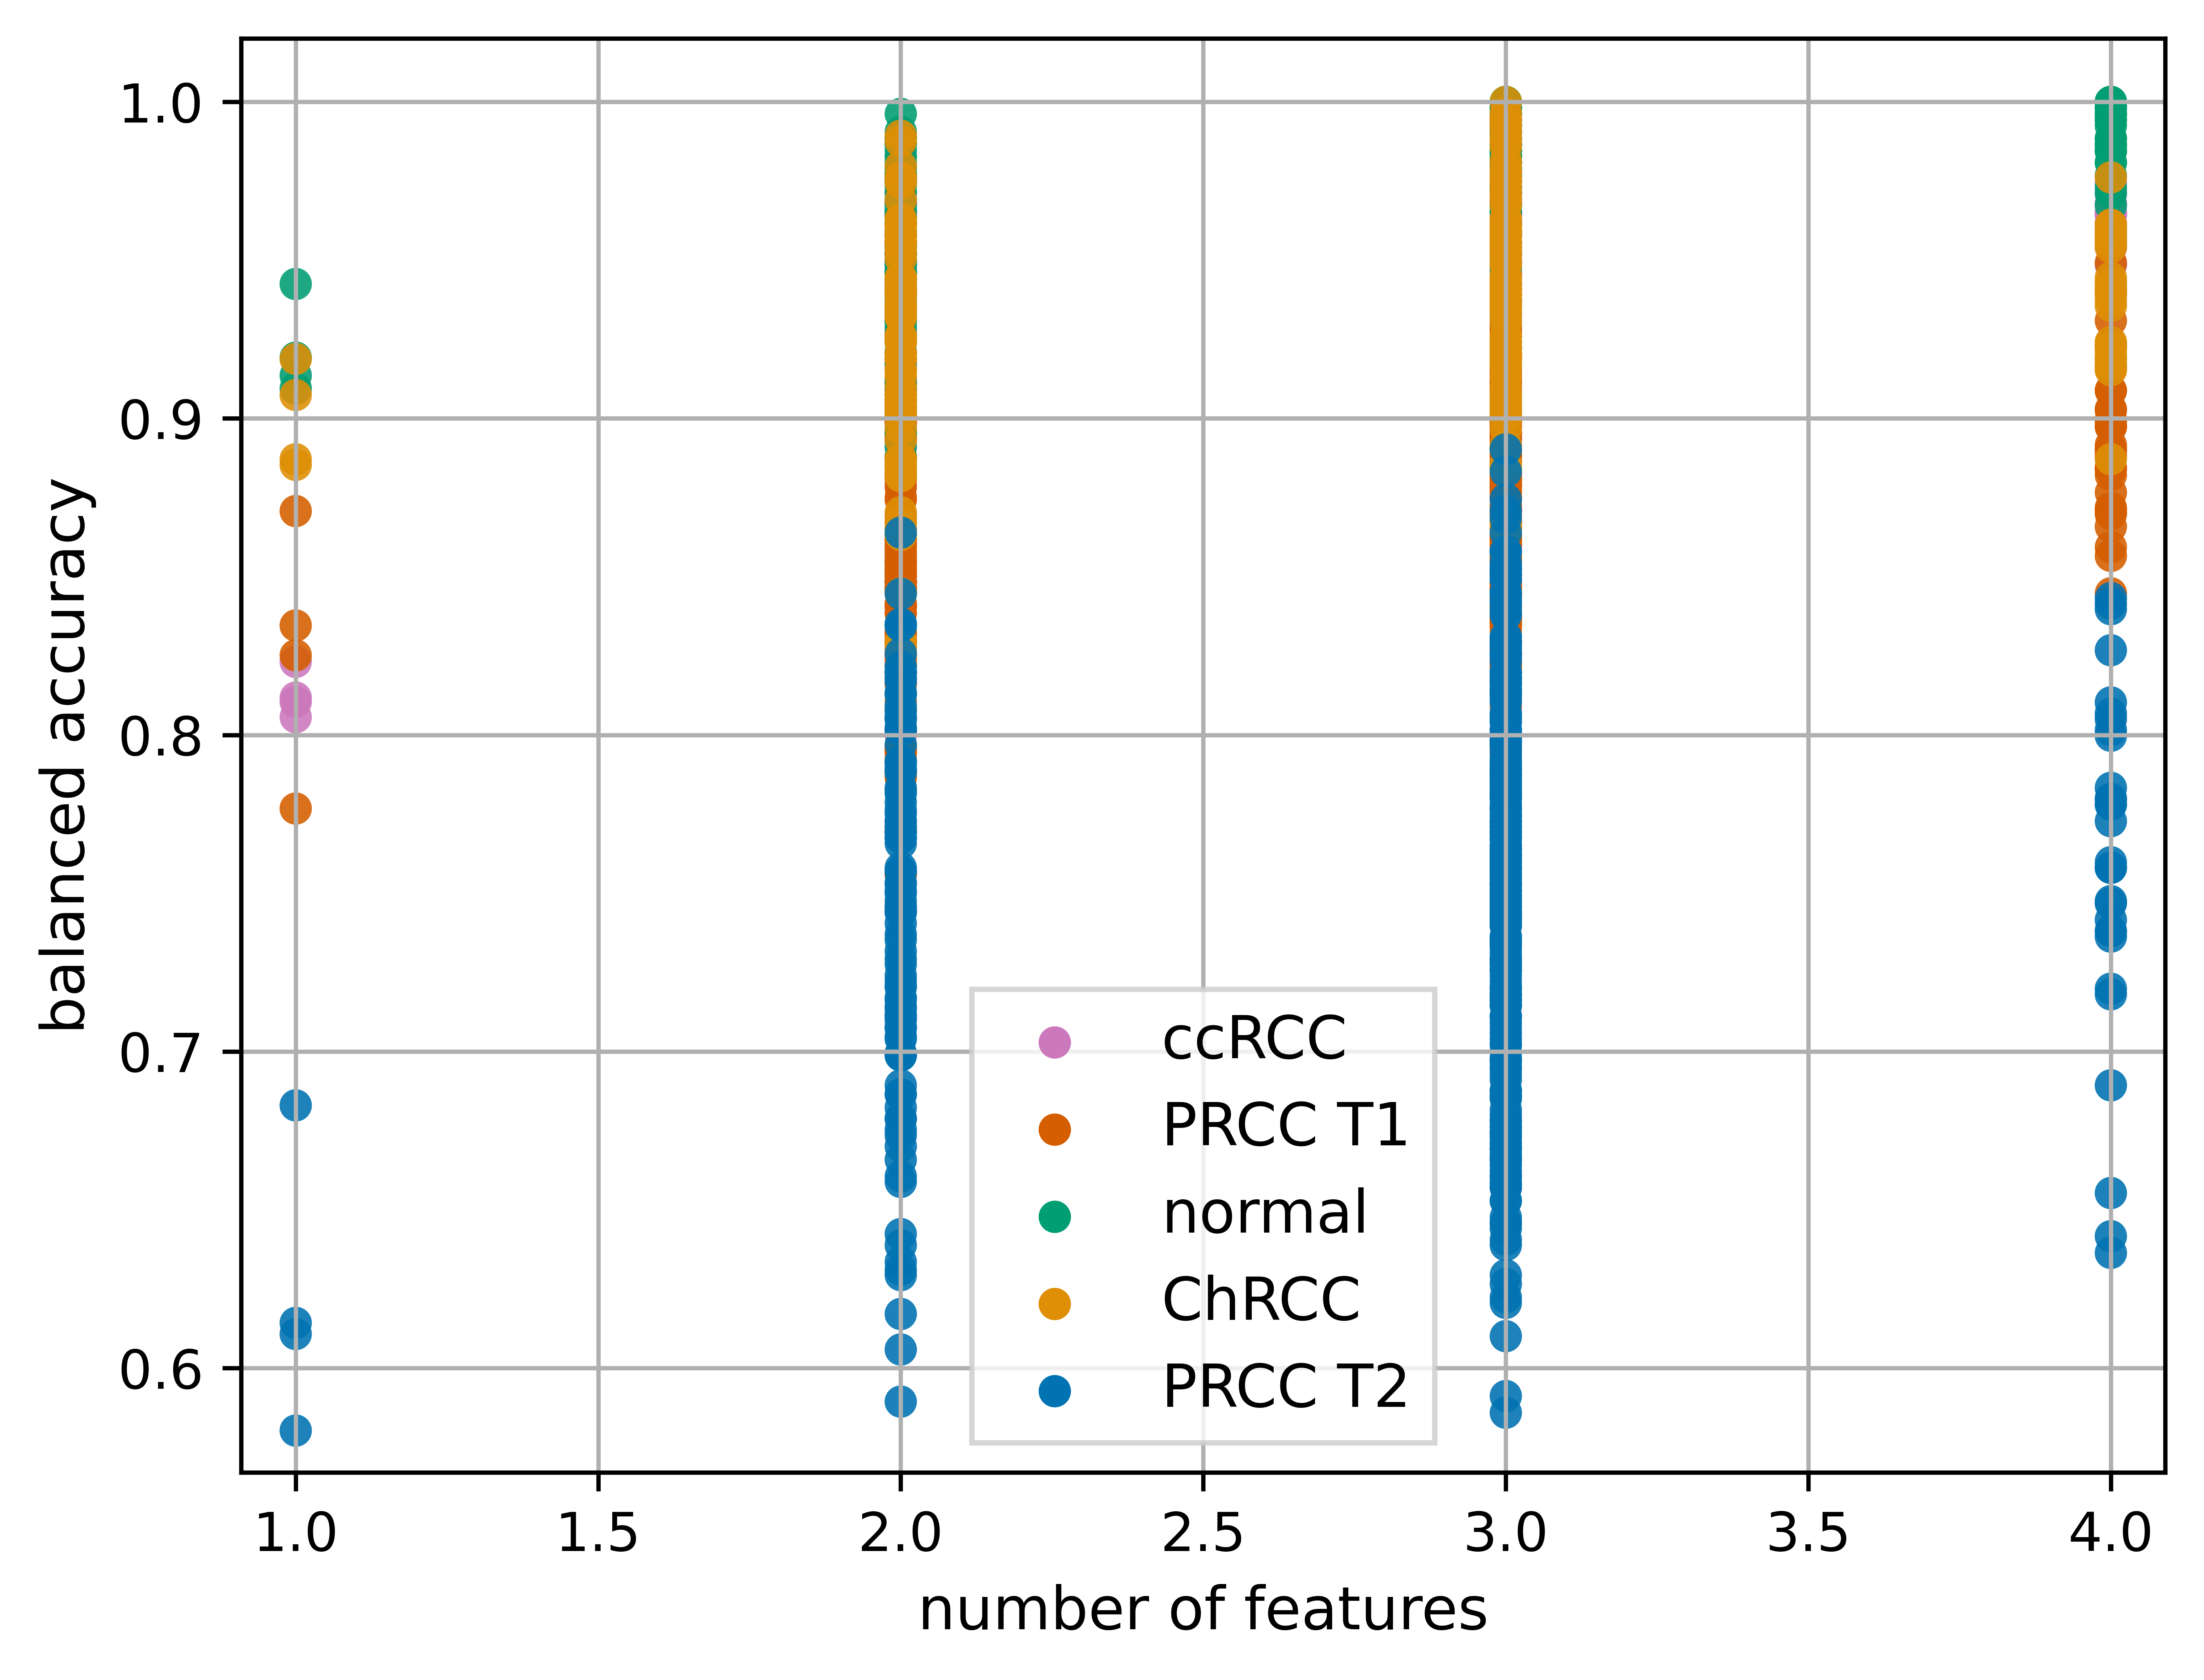 balanced accuracy
1.0
0.9
0.8
0.7
0.6
ccRCC
PRCC T1
normal
ChRCC
PRCC T2
1.0 1.5 2.0 2.5 3.0 3.5 4.0
number of features